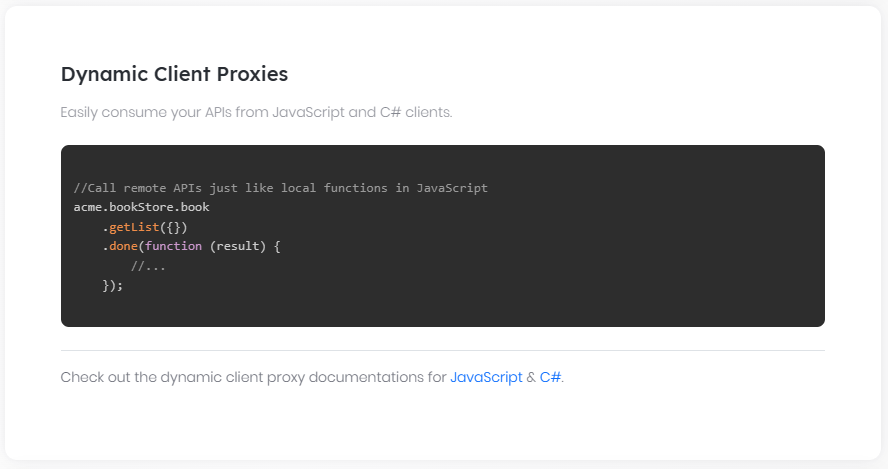 Dynamic Client Proxies
Easily consume your APIs from JavaScript and C# clients.
//Call remote APIs just like local functions in JavaScript
acme.bookStore.book
    .getList({})
    .done(function (result) {
        //...
    });
Check out the dynamic client proxy documentations for JavaScript & C#.